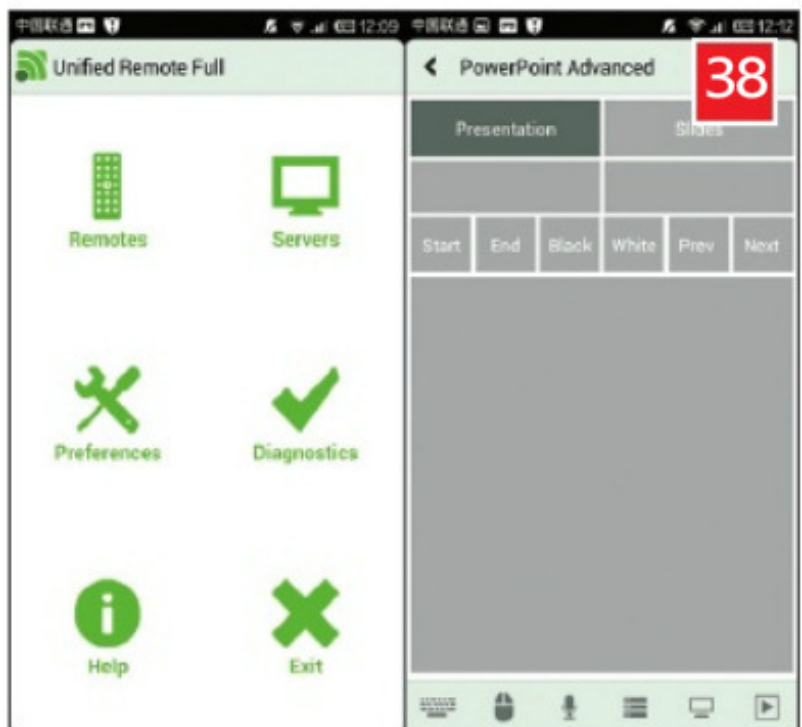 中国联通
12:09
Unified Remote Full
Remotes
Servers
Preferences
Diagnostics
Help
Exit
中国联通
12:12
PowerPoint Advanced
38
Presentation
Slides
Start
End
Black
White
Prev
Next